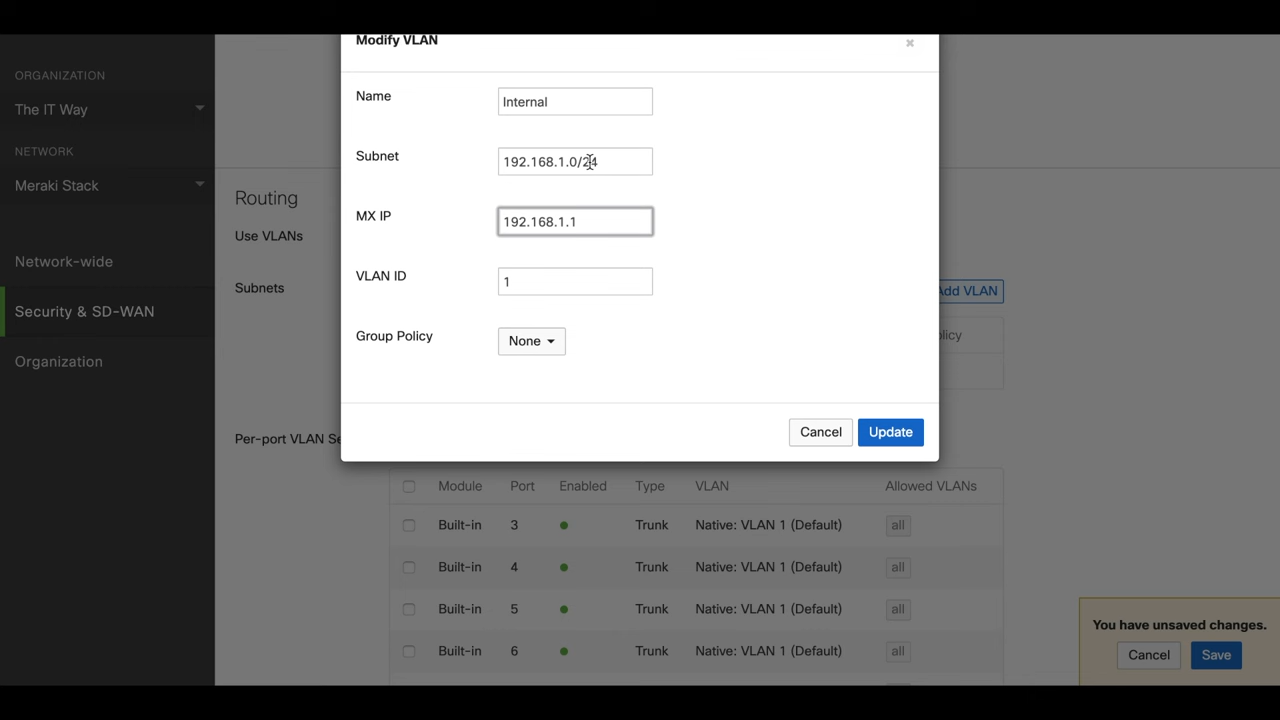 Modify VLAN
×
ORGANIZATION
The IT Way
NETWORK
Meraki Stack
Network-wide
Security & SD-WAN
Organization
Name
Internal
Subnet
192.168.1.0/24
MX IP
192.168.1.1
VLAN ID
1
Group Policy
None
Cancel
Update
Routing
Use VLANs
Subnets
Add VLAN
Per-port VLAN Se
Module Port Enabled Type VLAN Allowed VLANs
Built-in 3 Trunk Native: VLAN 1 (Default) all
Built-in 4 Trunk Native: VLAN 1 (Default) all
Built-in 5 Trunk Native: VLAN 1 (Default) all
Built-in 6 Trunk Native: VLAN 1 (Default) all
You have unsaved changes.
Cancel
Save